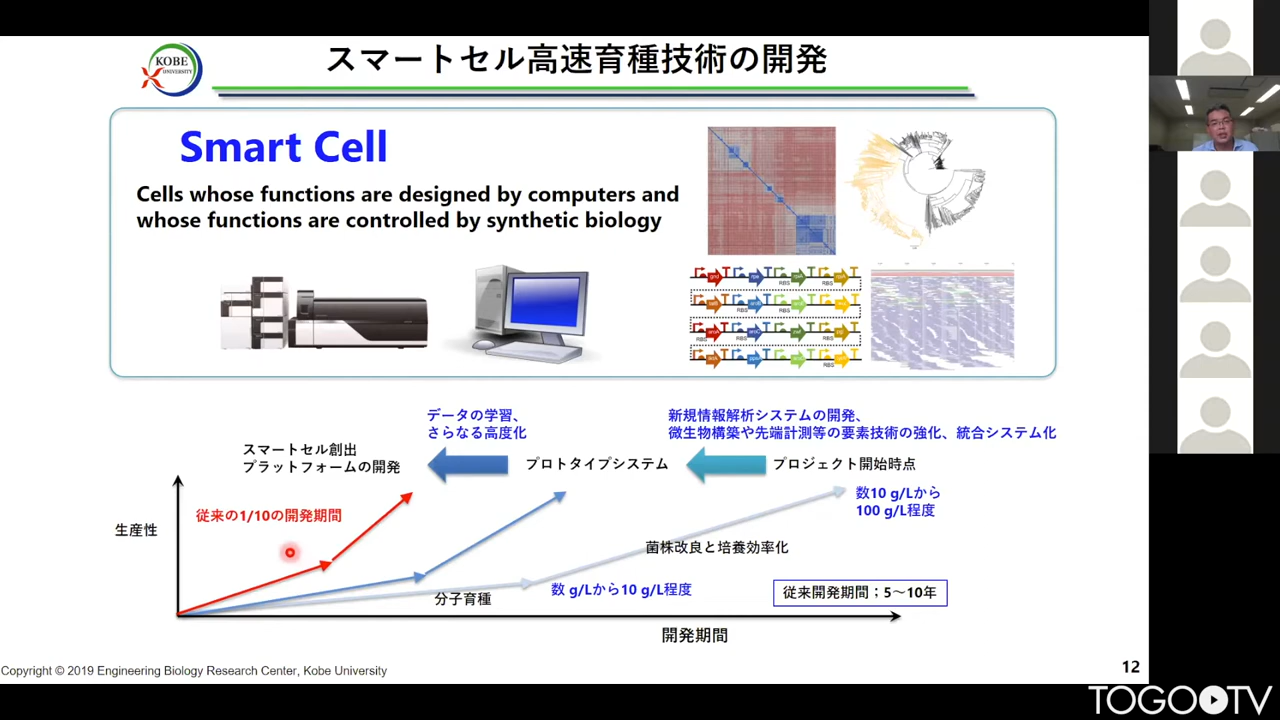 KOBE
UNIVERSITY
スマートセル高速育種技術の開発
Smart Cell
Cells whose functions are designed by computers and
whose functions are controlled by synthetic biology
RBS
RBS
RBS
RBS
RBS
RBS
RBS
RBS
データの学習、
さらなる高度化
新規情報解析システムの開発、
微生物構築や先端計測等の要素技術の強化、統合システム化
スマートセル創出
プラットフォームの開発
プロトタイプシステム
プロジェクト開始時点
従来の1/10の開発期間
生産性
数10 g/Lから
100 g/L程度
菌株改良と培養効率化
数 g/Lから10 g/L程度
分子育種
従来開発期間；5～10年
開発期間
Copyright © 2019 Engineering Biology Research Center, Kobe University
12
TOGOTV